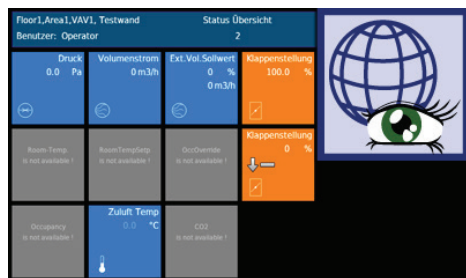 Floor1,Area1,VAV1, Testwand Status Übersicht
Benutzer: Operator 2
Druck
0.0 Pa
Volumenstrom
0 m3/h
Ext.Vol.Sollwert
0 %
0 m3/h
Klappenstellung
100.0 %
Room-Temp.
is not available !
RoomTempSetp
is not available !
OccOverride
is not available !
Klappenstellung
0 %
Occupancy
is not available !
Zuluft Temp
0.0 °C
CO2
is not available !